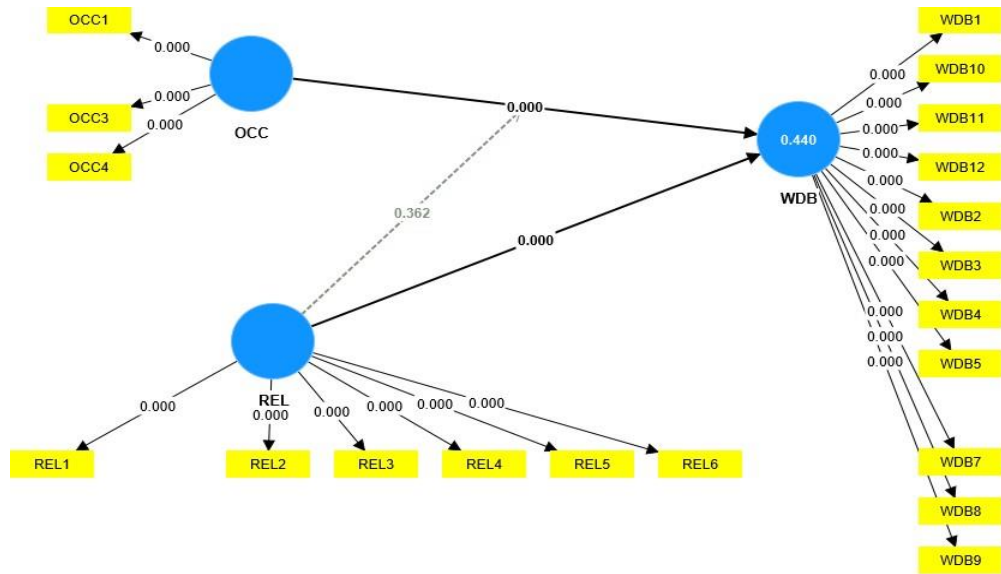 OCC1
0.000
OCC3
0.000
OCC4
0.000
OCC
0.000
0.362
0.000
0.440
WDB
WDB1
0.000
WDB10
0.000
WDB11
0.000
WDB12
0.000
WDB2
0.000
WDB3
0.000
WDB4
0.000
WDB5
0.000
WDB7
0.000
WDB8
0.000
WDB9
0.000
REL
0.000
0.000
0.000
0.000
0.000
0.000
REL1
REL2
REL3
REL4
REL5
REL6